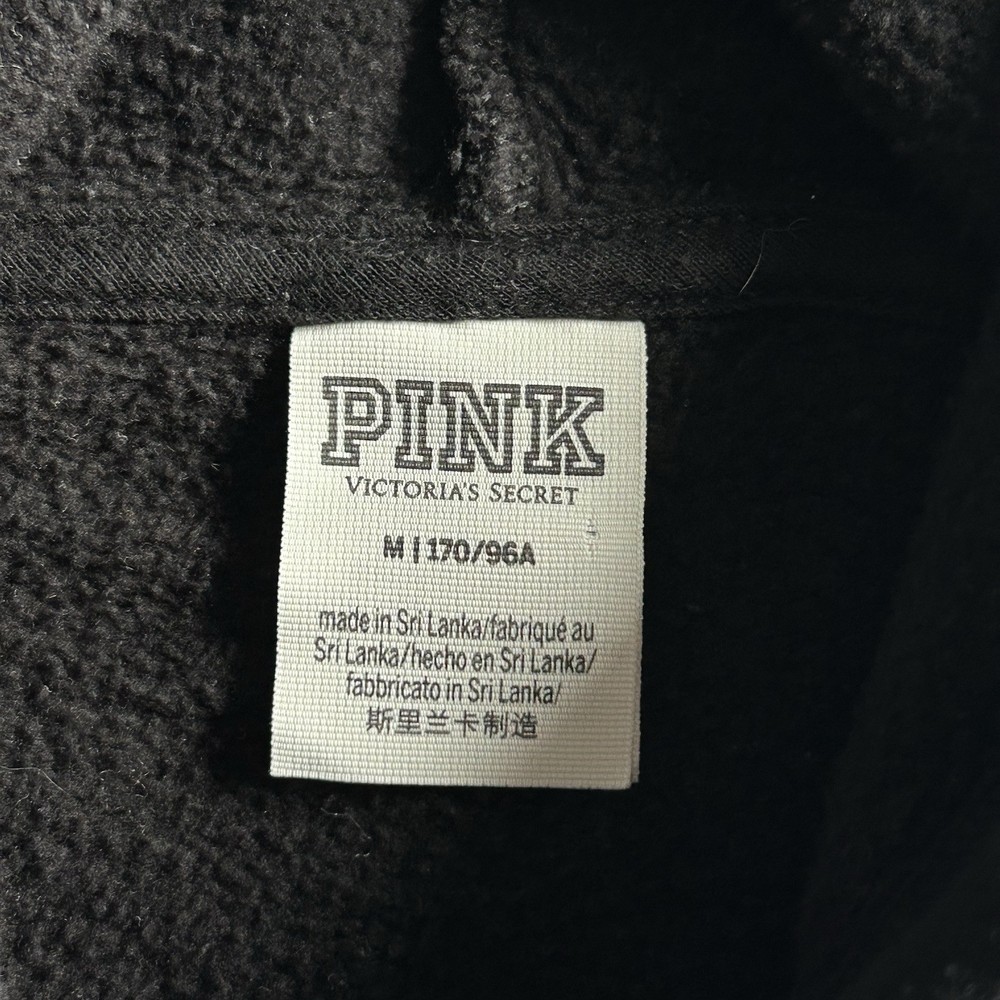 PINK
VICTORIA'S SECRET
M | 170/96A
made in Sri Lanka/fabriqué au
Sri Lanka/hecho en Sri Lanka/
fabbricato in Sri Lanka/
斯里兰卡制造